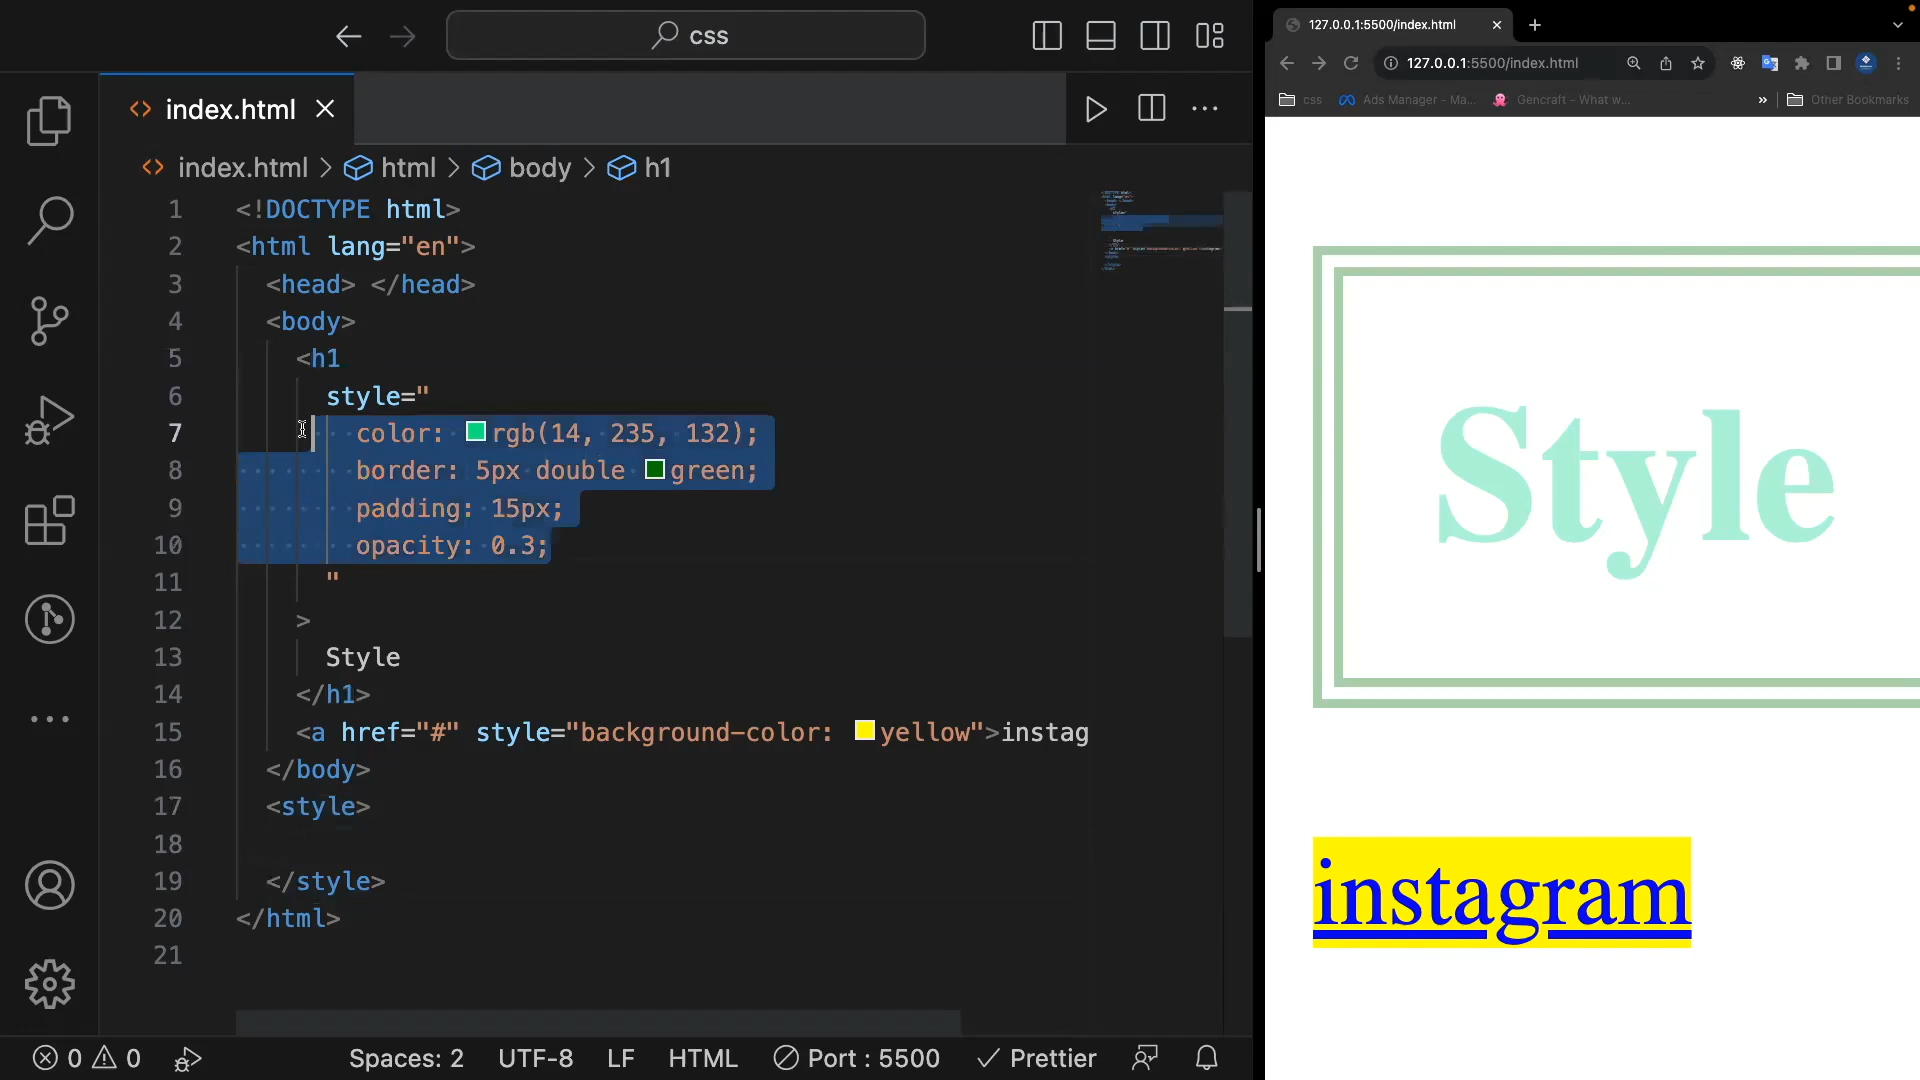 css
index.html
index.html > html > body > h1
1 <!DOCTYPE html>
2 <html lang="en">
3 <head> </head>
4 <body>
5 <h1
6 style="
7 color: rgb(14, 235, 132);
8 border: 5px double green;
9 padding: 15px;
10 opacity: 0.3;
11 "
12 >
13 Style
14 </h1>
15 <a href="#" style="background-color: yellow">instag
16 </body>
17 <style>
18
19 </style>
20 </html>
21
0 0 Spaces: 2 UTF-8 LF HTML Port : 5500 Prettier
127.0.0.1:5500/index.html
127.0.0.1:5500/index.html
css Ads Manager - Ma... Gencraft - What w... » Other Bookmarks
Style
instagram